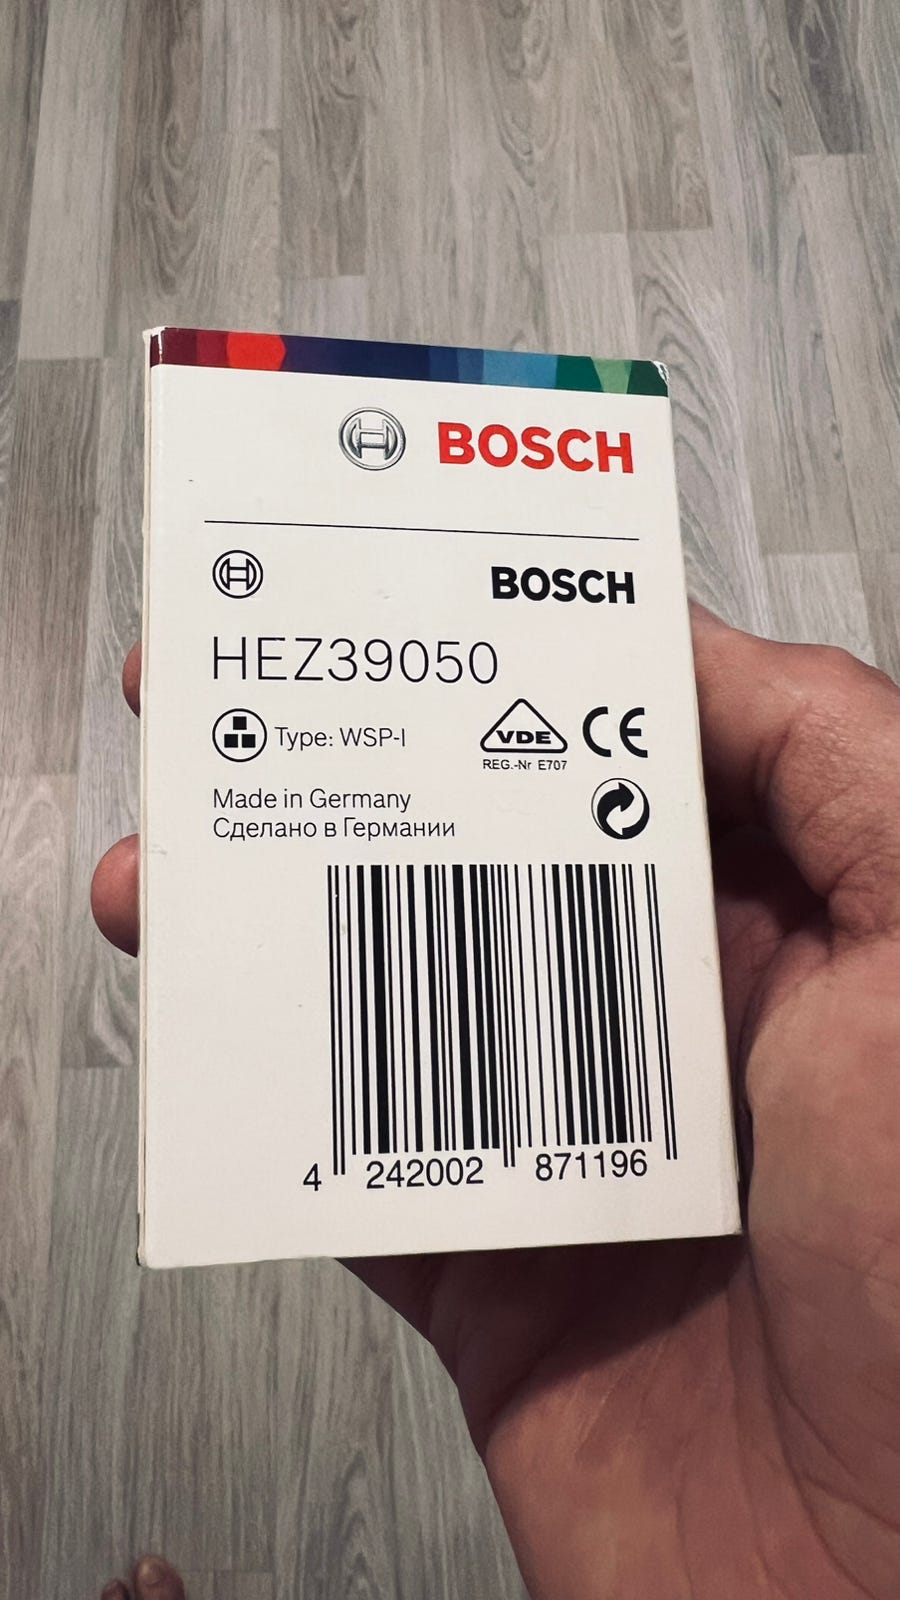 BOSCH
BOSCH
HEZ39050
Type: WSP-I
VDE
REG.-Nr E707
CE
Made in Germany
Сделано в Германии
4 242002 871196